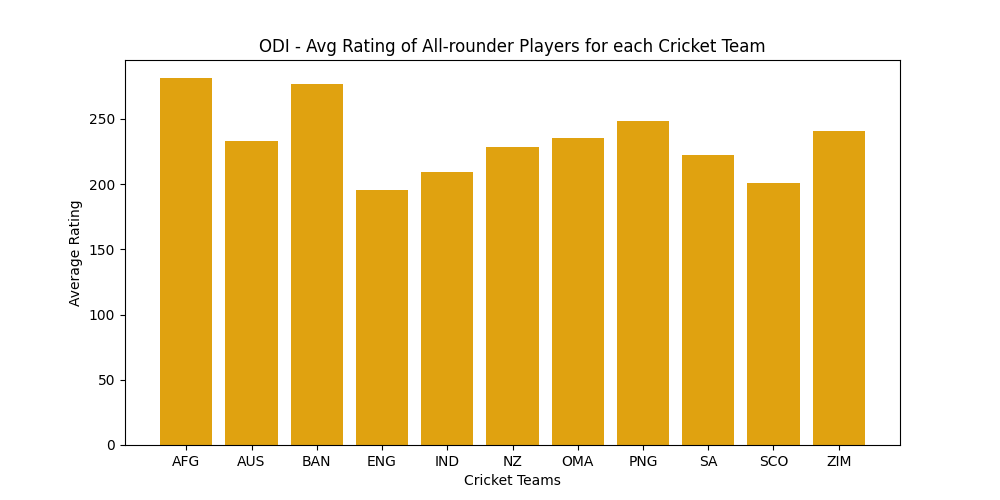 ODI - Avg Rating of All-rounder Players for each Cricket Team
Average Rating
250
200
150
100
50
0
AFG AUS BAN ENG IND NZ OMA PNG SA SCO ZIM
Cricket Teams